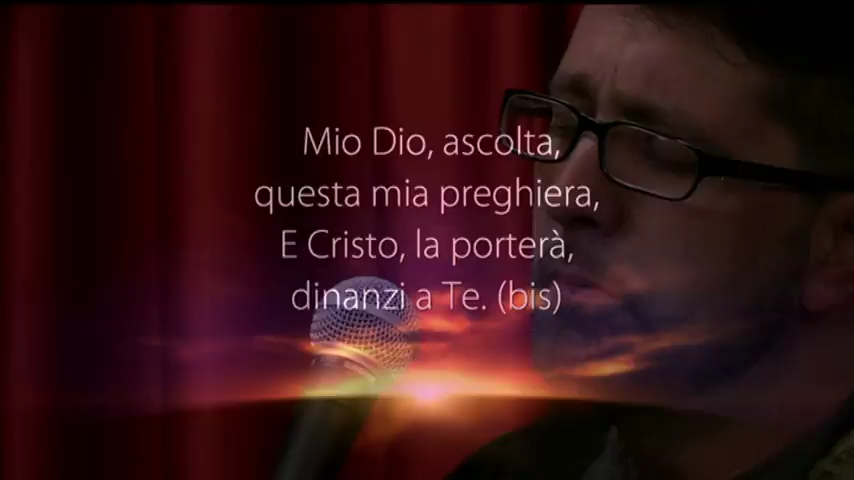 Mio Dio, ascolta,
questa mia preghiera,
E Cristo, la porterà,
dinanzi a Te. (bis)